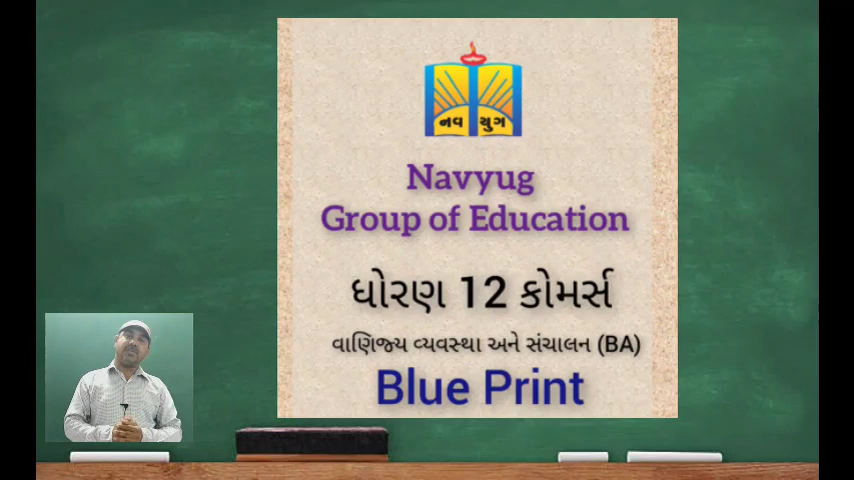 નવ યુગ
Navyug
Group of Education
ધોરણ 12 કોમર્સ
વાણિજ્ય વ્યવસ્થા અને સંચાલન (BA)
Blue Print